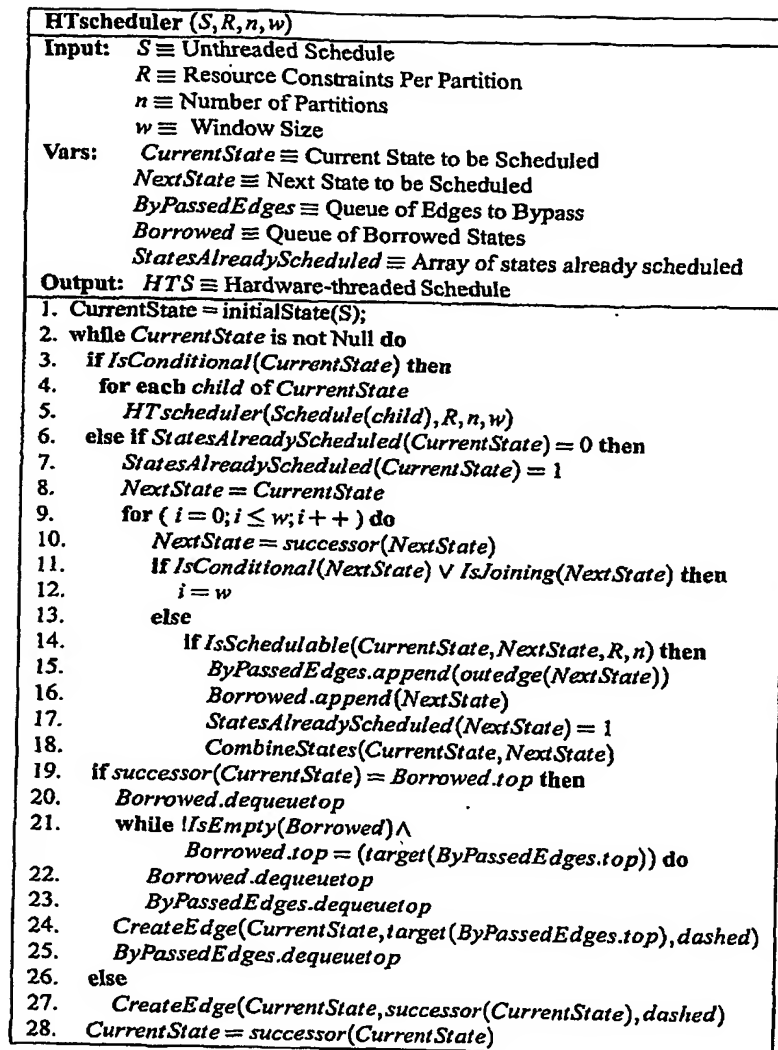 HTscheduler (S,R,n,w)
Input: S ≡ Unthreaded Schedule
R ≡ Resource Constraints Per Partition
n ≡ Number of Partitions
w ≡ Window Size
Vars: CurrentState ≡ Current State to be Scheduled
NextState ≡ Next State to be Scheduled
ByPassedEdges ≡ Queue of Edges to Bypass
Borrowed ≡ Queue of Borrowed States
StatesAlreadyScheduled ≡ Array of states already scheduled
Output: HTS ≡ Hardware-threaded Schedule
1. CurrentState = initialState(S);
2. while CurrentState is not Null do
3. if IsConditional(CurrentState) then
4. for each child of CurrentState
5. HTscheduler(Schedule(child),R,n,w)
6. else if StatesAlreadyScheduled(CurrentState) = 0 then
7. StatesAlreadyScheduled(CurrentState) = 1
8. NextState = CurrentState
9. for ( i = 0; i ≤ w; i + + ) do
10. NextState = successor(NextState)
11. if IsConditional(NextState) ∨ IsJoining(NextState) then
12. i = w
13. else
14. if IsSchedulable(CurrentState,NextState,R,n) then
15. ByPassedEdges.append(outedge(NextState))
16. Borrowed.append(NextState)
17. StatesAlreadyScheduled(NextState) = 1
18. CombineStates(CurrentState,NextState)
19. if successor(CurrentState) = Borrowed.top then
20. Borrowed.dequeuetop
21. while !IsEmpty(Borrowed)∧
Borrowed.top = (target(ByPassedEdges.top)) do
22. Borrowed.dequeuetop
23. ByPassedEdges.dequeuetop
24. CreateEdge(CurrentState,target(ByPassedEdges.top),dashed)
25. ByPassedEdges.dequeuetop
26. else
27. CreateEdge(CurrentState,successor(CurrentState),dashed)
28. CurrentState = successor(CurrentState)